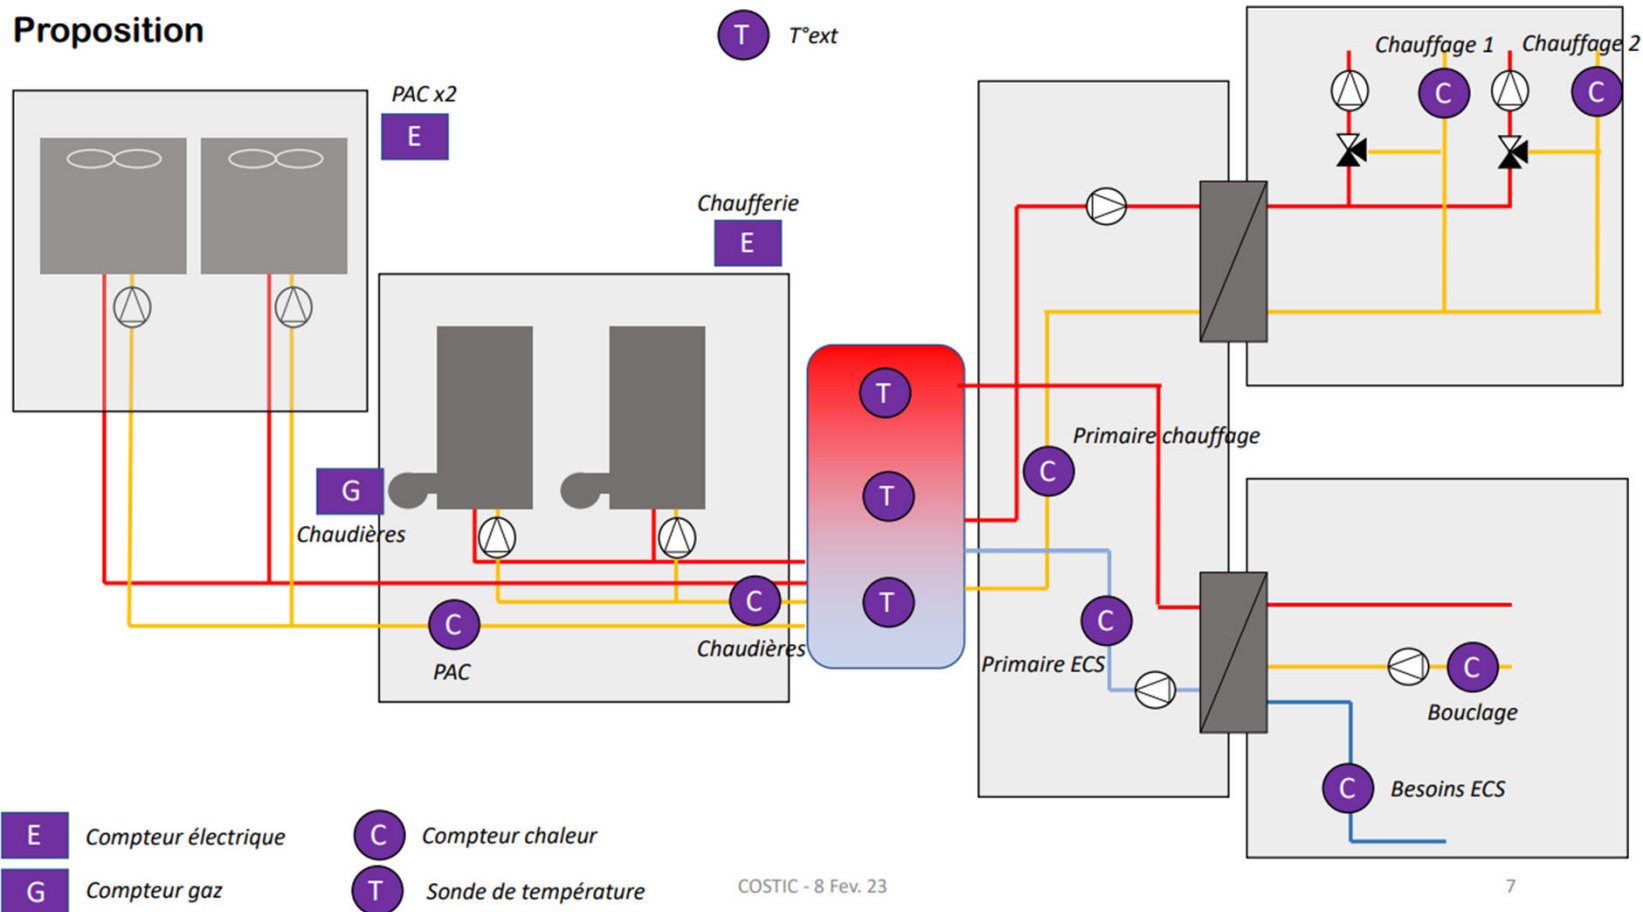 Proposition
T
T°ext
Chauffage 1
Chauffage 2
C
C
PAC x2
E
Chaufferie
E
T
Primaire chauffage
C
G
T
Chaudières
C
T
C
C
PAC
Chaudières
Primaire ECS
C
Bouclage
C
Besoins ECS
E
Compteur électrique
C
Compteur chaleur
G
Compteur gaz
T
Sonde de température
COSTIC - 8 Fev. 23
7